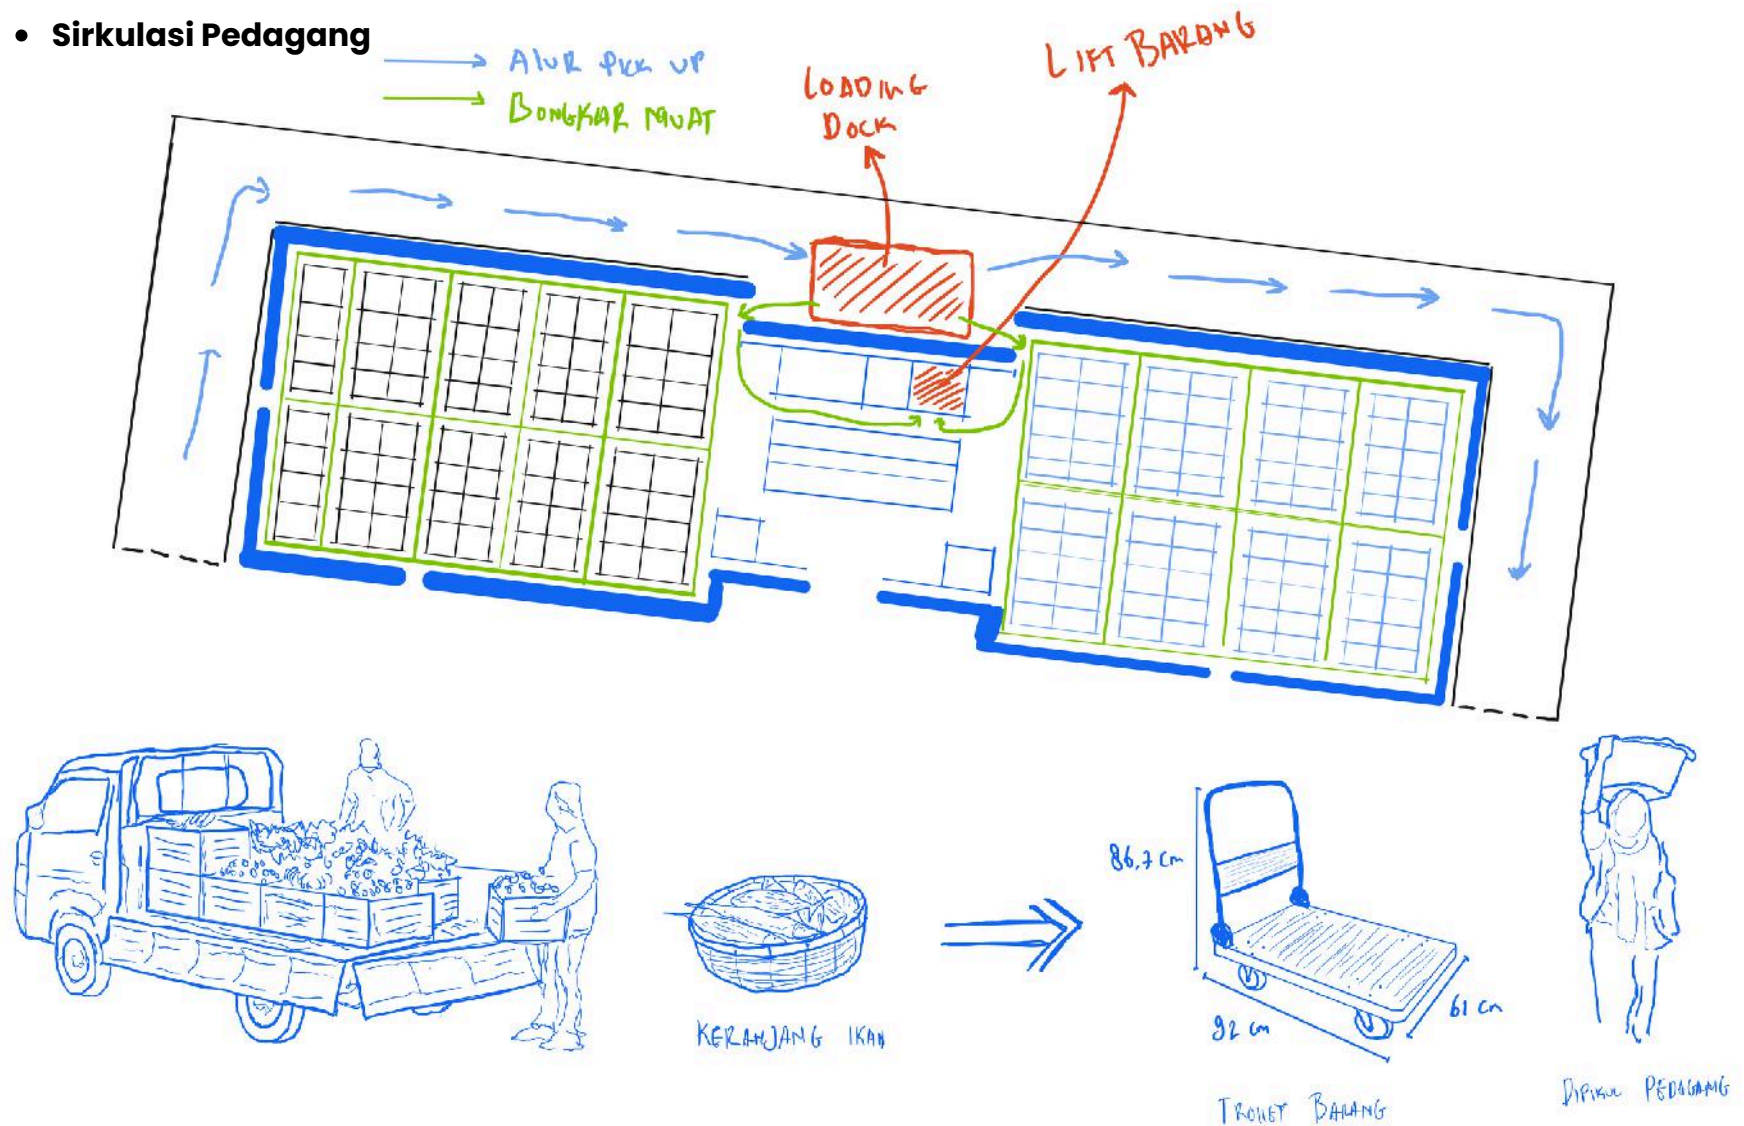 • Sirkulasi Pedagang
ALUR PICK UP
BONGKAR MUAT
LOADING
DOCK
LIFT BARANG
86,7 cm
92 cm
61 cm
KERANJANG IKAN
TROLLEY BARANG
DIPIKUL PEDAGANG